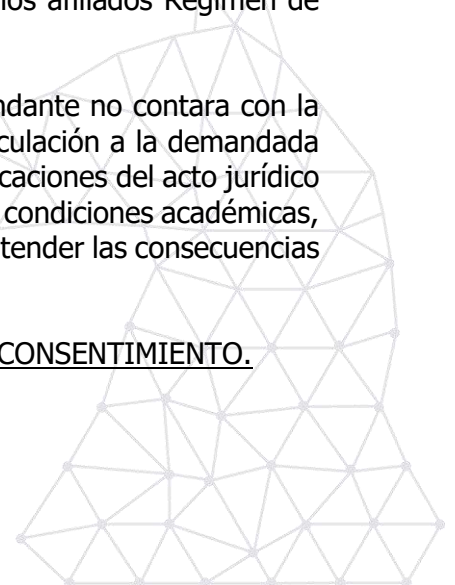 los afiliados Régimen de
ndante no contara con la
culación a la demandada
caciones del acto jurídico
condiciones académicas,
tender las consecuencias
CONSENTIMIENTO.